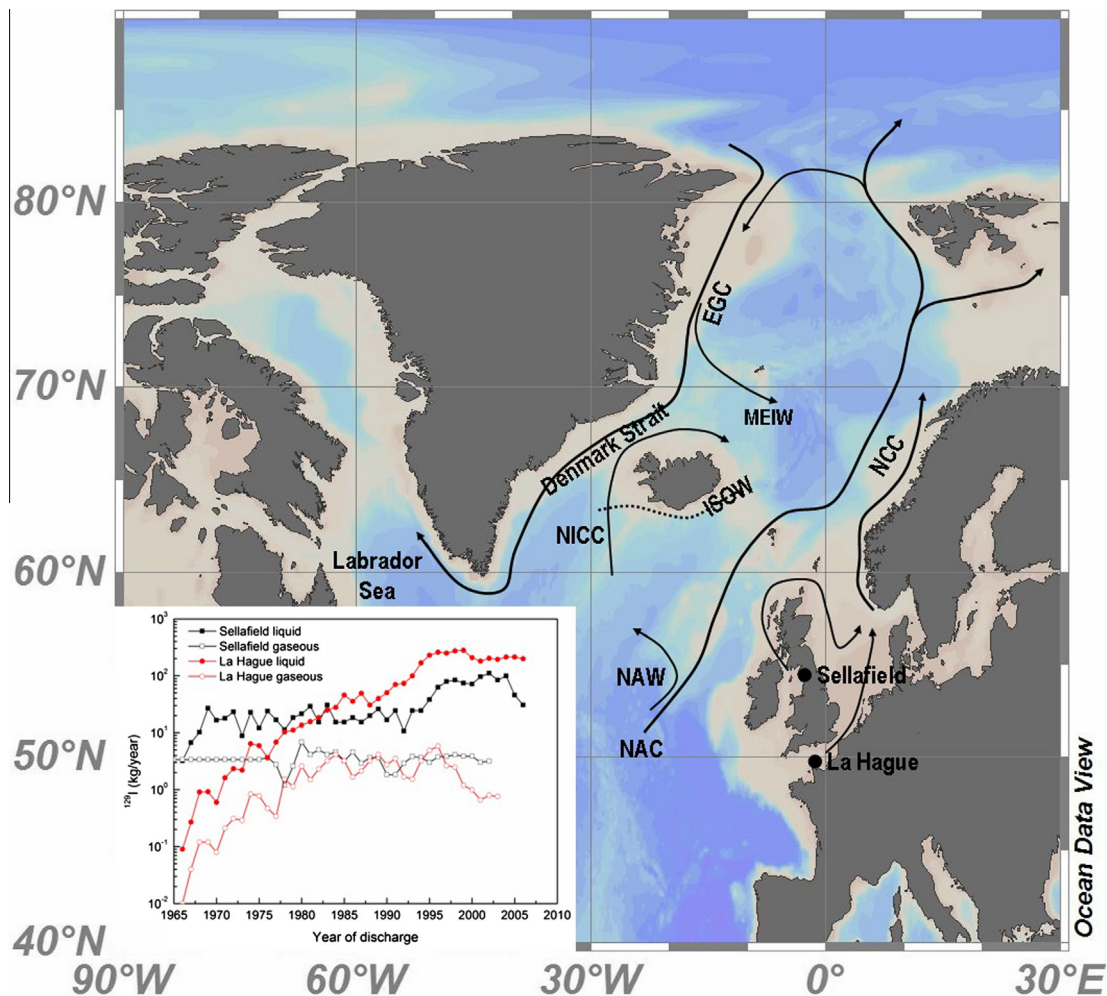 80°N
70°N
60°N
50°N
40°N
90°W
60°W
30°W
0°
30°E
EGC
MEIW
Denmark Strait
NCC
ISOW
NICC
Labrador
Sea
NAW
NAC
Sellafield
La Hague
Ocean Data View
Sellafield liquid
Sellafield gaseous
La Hague liquid
La Hague gaseous
10³
10²
10¹
10⁰
10⁻¹
10⁻²
¹²⁹I (kg/year)
1965 1970 1975 1980 1985 1990 1995 2000 2005 2010
Year of discharge